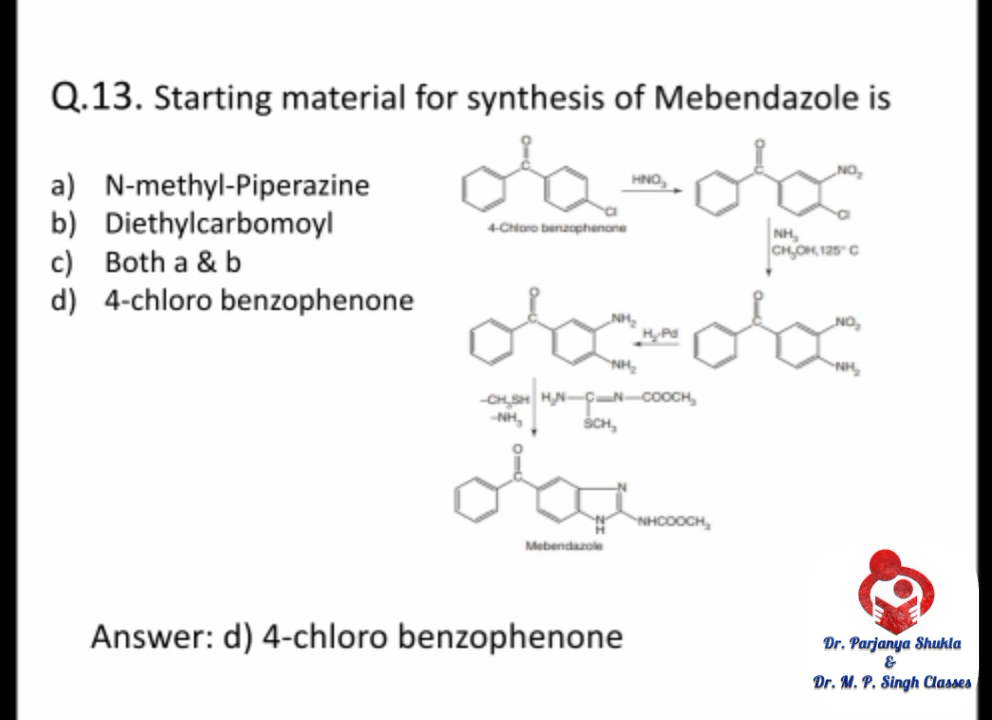 Q.13. Starting material for synthesis of Mebendazole is
a) N-methyl-Piperazine
b) Diethylcarbomoyl
c) Both a & b
d) 4-chloro benzophenone
O
C
Cl
4-Chloro benzophenone
HNO₃
O
C
NO₂
Cl
NH₃
CH₃OH, 125° C
O
C
NO₂
NH₂
H₂-Pd
O
C
NH₂
NH₂
–CH₃SH
–NH₃
H₂N—C=N—COOCH₃
SCH₃
O
C
N
N
H
NHCOOCH₃
Mebendazole
Answer: d) 4-chloro benzophenone
Dr. Parjanya Shukla
&
Dr. M. P. Singh Classes